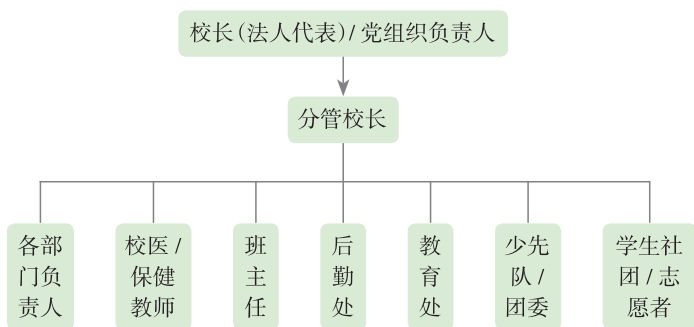 校长(法人代表)/ 党组织负责人
分管校长
各部
门负
责人
校医 /
保健
教师
班
主
任
后
勤
处
教
育
处
少先
队 /
团委
学生社
团 / 志
愿者